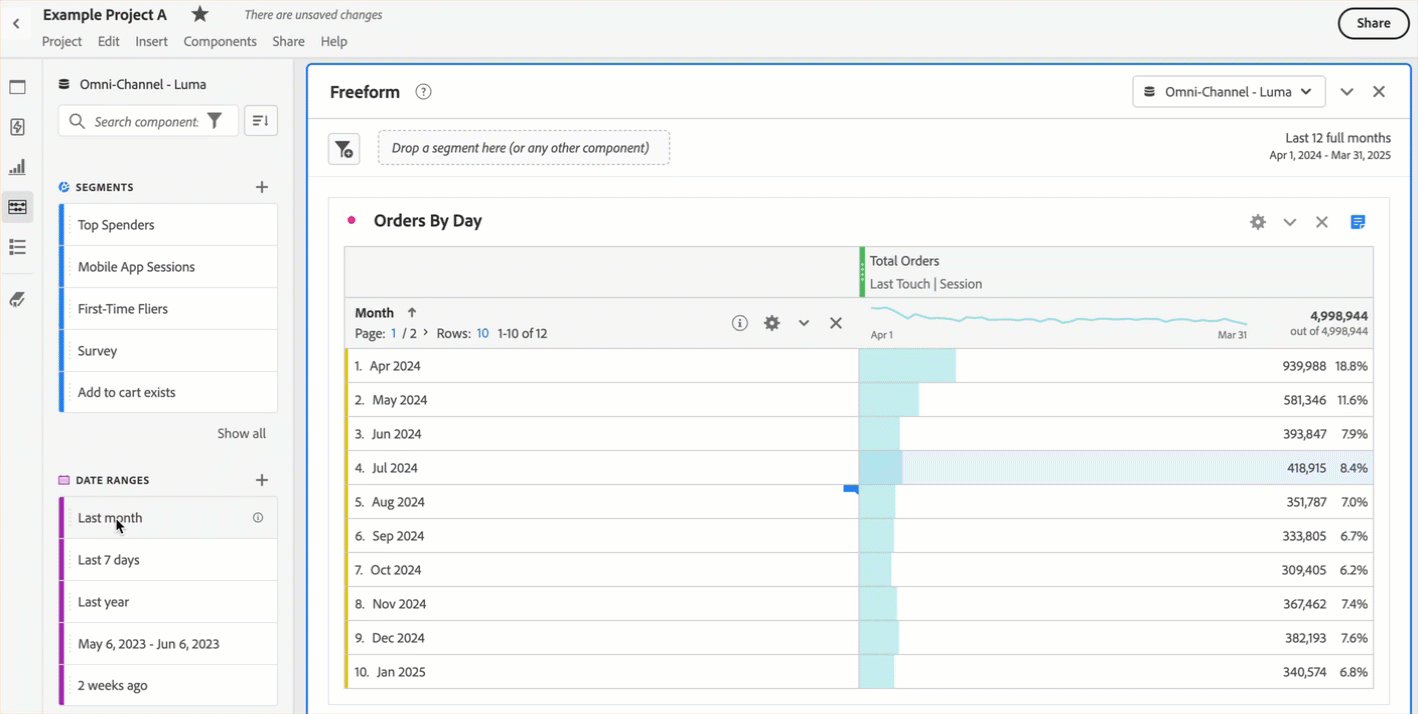 Example Project A
There are unsaved changes
Share
Project Edit Insert Components Share Help
Omni-Channel - Luma
Search component
SEGMENTS
Top Spenders
Mobile App Sessions
First-Time Fliers
Survey
Add to cart exists
Show all
DATE RANGES
Last month
Last 7 days
Last year
May 6, 2023 - Jun 6, 2023
2 weeks ago
Freeform
Omni-Channel - Luma
Drop a segment here (or any other component)
Last 12 full months
Apr 1, 2024 - Mar 31, 2025
Orders By Day
Total Orders
Last Touch | Session
Month
Page: 1 / 2 > Rows: 10 1-10 of 12
Apr 1
Mar 31
4,998,944
out of 4,998,944
1. Apr 2024 939,988 18.8%
2. May 2024 581,346 11.6%
3. Jun 2024 393,847 7.9%
4. Jul 2024 418,915 8.4%
5. Aug 2024 351,787 7.0%
6. Sep 2024 333,805 6.7%
7. Oct 2024 309,405 6.2%
8. Nov 2024 367,462 7.4%
9. Dec 2024 382,193 7.6%
10. Jan 2025 340,574 6.8%